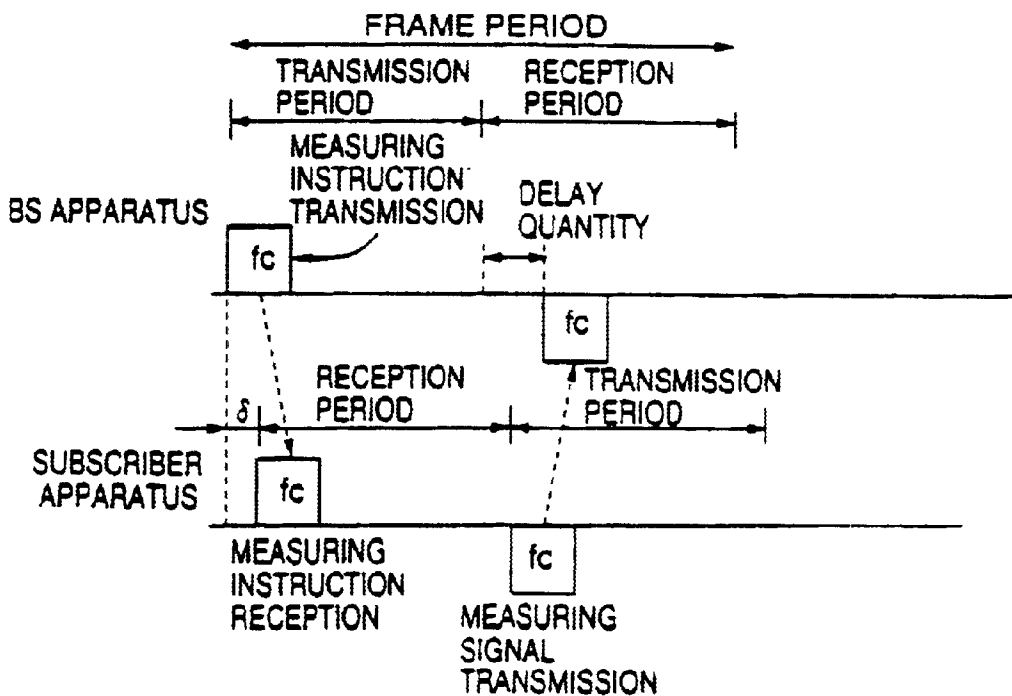 FRAME PERIOD
TRANSMISSION
PERIOD
RECEPTION
PERIOD
MEASURING
INSTRUCTION
TRANSMISSION
BS APPARATUS
DELAY
QUANTITY
fc
fc
RECEPTION
PERIOD
TRANSMISSION
PERIOD
δ
SUBSCRIBER
APPARATUS
fc
fc
MEASURING
INSTRUCTION
RECEPTION
MEASURING
SIGNAL
TRANSMISSION